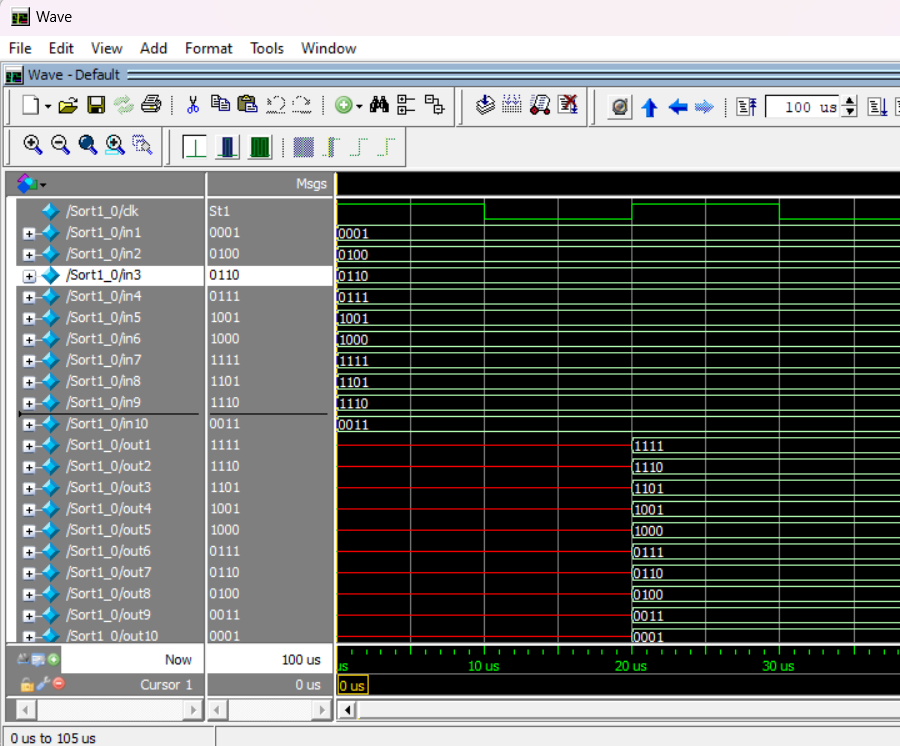 Wave
File Edit View Add Format Tools Window
Wave - Default
100 us
Msgs
/Sort1_0/clk St1
/Sort1_0/in1 0001 0001
/Sort1_0/in2 0100 0100
/Sort1_0/in3 0110 0110
/Sort1_0/in4 0111 0111
/Sort1_0/in5 1001 1001
/Sort1_0/in6 1000 1000
/Sort1_0/in7 1111 1111
/Sort1_0/in8 1101 1101
/Sort1_0/in9 1110 1110
/Sort1_0/in10 0011 0011
/Sort1_0/out1 1111 1111
/Sort1_0/out2 1110 1110
/Sort1_0/out3 1101 1101
/Sort1_0/out4 1001 1001
/Sort1_0/out5 1000 1000
/Sort1_0/out6 0111 0111
/Sort1_0/out7 0110 0110
/Sort1_0/out8 0100 0100
/Sort1_0/out9 0011 0011
/Sort1_0/out10 0001 0001
Now 100 us us 10 us 20 us 30 us
Cursor 1 0 us 0 us
0 us to 105 us